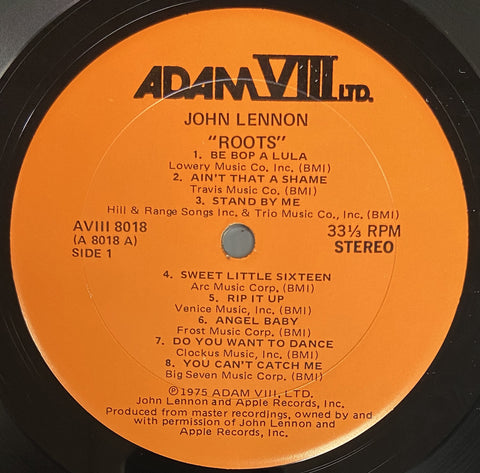 ADAM VIII LTD.
JOHN LENNON
"ROOTS"
1. BE BOP A LULA
Lowery Music Co. Inc. (BMI)
2. AIN'T THAT A SHAME
Travis Music Co. (BMI)
3. STAND BY ME
Hill & Range Songs Inc. & Trio Music Co., Inc. (BMI)
AVIII 8018
(A 8018 A)
SIDE 1
33⅓ RPM
STEREO
4. SWEET LITTLE SIXTEEN
Arc Music Corp. (BMI)
5. RIP IT UP
Venice Music, Inc. (BMI)
6. ANGEL BABY
Frost Music Corp. (BMI)
7. DO YOU WANT TO DANCE
Clockus Music, Inc. (BMI)
8. YOU CAN'T CATCH ME
Big Seven Music Corp. (BMI)
℗1975 ADAM VIII, LTD.
John Lennon and Apple Records, Inc.
Produced from master recordings, owned by and
with permission of John Lennon and
Apple Records, Inc.